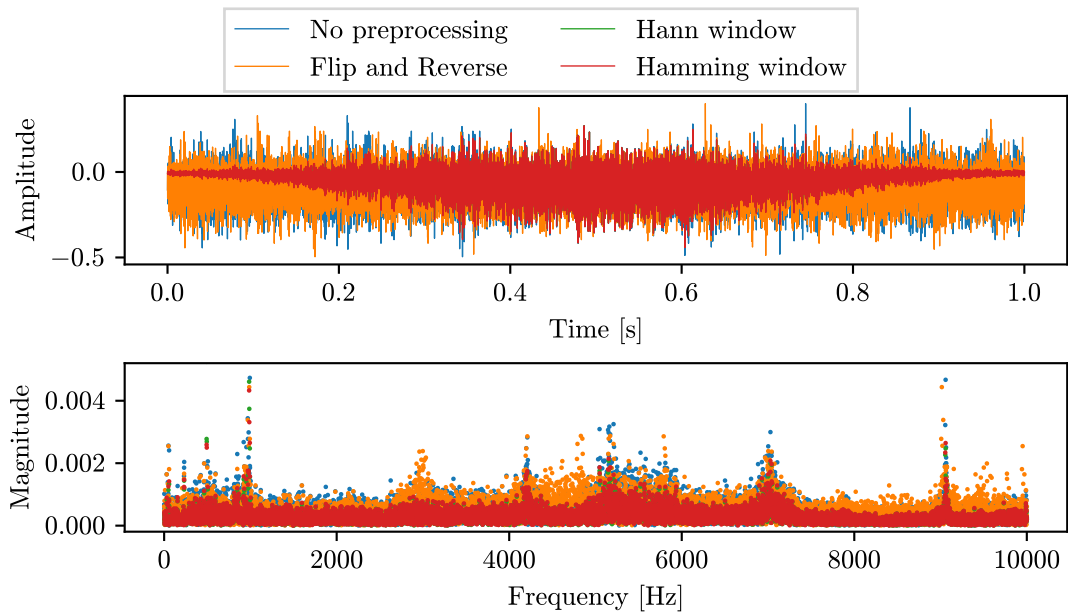 No preprocessing
Flip and Reverse
Hann window
Hamming window
Amplitude
0.0
−0.5
0.0 0.2 0.4 0.6 0.8 1.0
Time [s]
Magnitude
0.004
0.002
0.000
0 2000 4000 6000 8000 10000
Frequency [Hz]